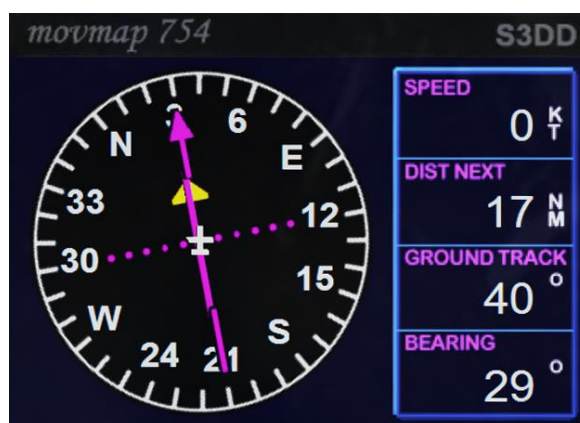 movmap 754
S3DD
3
6
N
E
33
12
30
15
W
S
24
21
SPEED
0 KT
DIST NEXT
17 NM
GROUND TRACK
40 °
BEARING
29 °